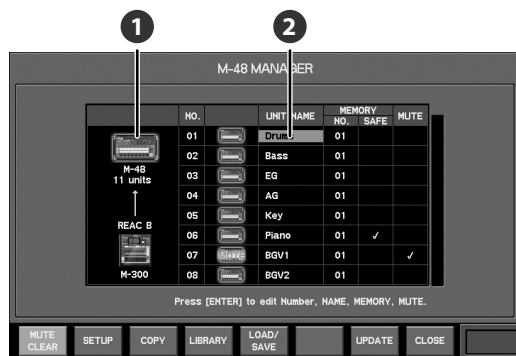 1 2
M-48 MANAGER
NO. UNIT NAME MEMORY NO. SAFE MUTE
M-48
11 units
REAC B
M-300
01 Drums 01
02 Bass 01
03 EG 01
04 AG 01
05 Key 01
06 Piano 01 ✓
07 MUTE BGV1 01 ✓
08 BGV2 01
Press [ENTER] to edit Number, NAME, MEMORY, MUTE.
MUTE CLEAR SETUP COPY LIBRARY LOAD/ SAVE UPDATE CLOSE